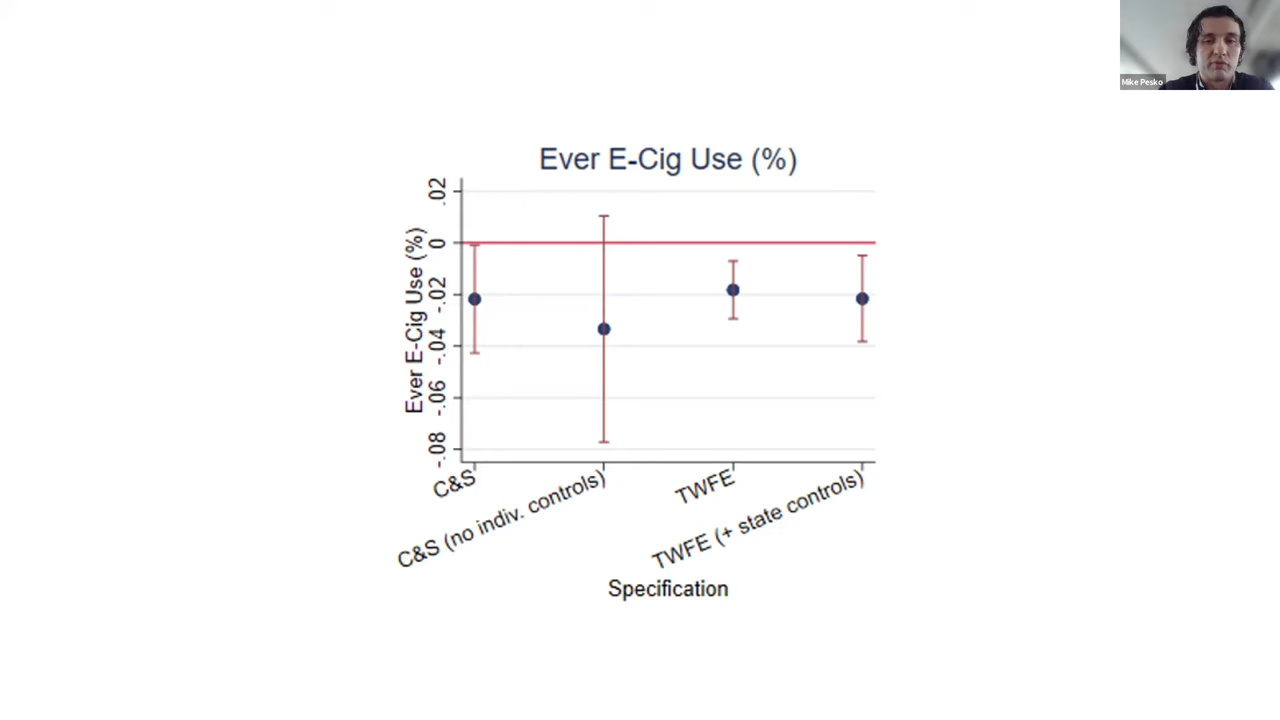 Mike Pesko
Ever E-Cig Use (%)
Ever E-Cig Use (%)
.02
0
-.02
-.04
-.06
-.08
C&S
C&S (no indiv. controls)
TWFE
TWFE (+ state controls)
Specification